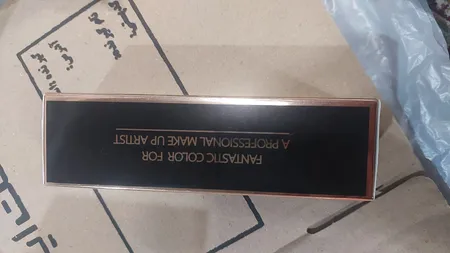 FANTASTIC COLOR FOR
A PROFESSIONAL MAKE UP ARTIST